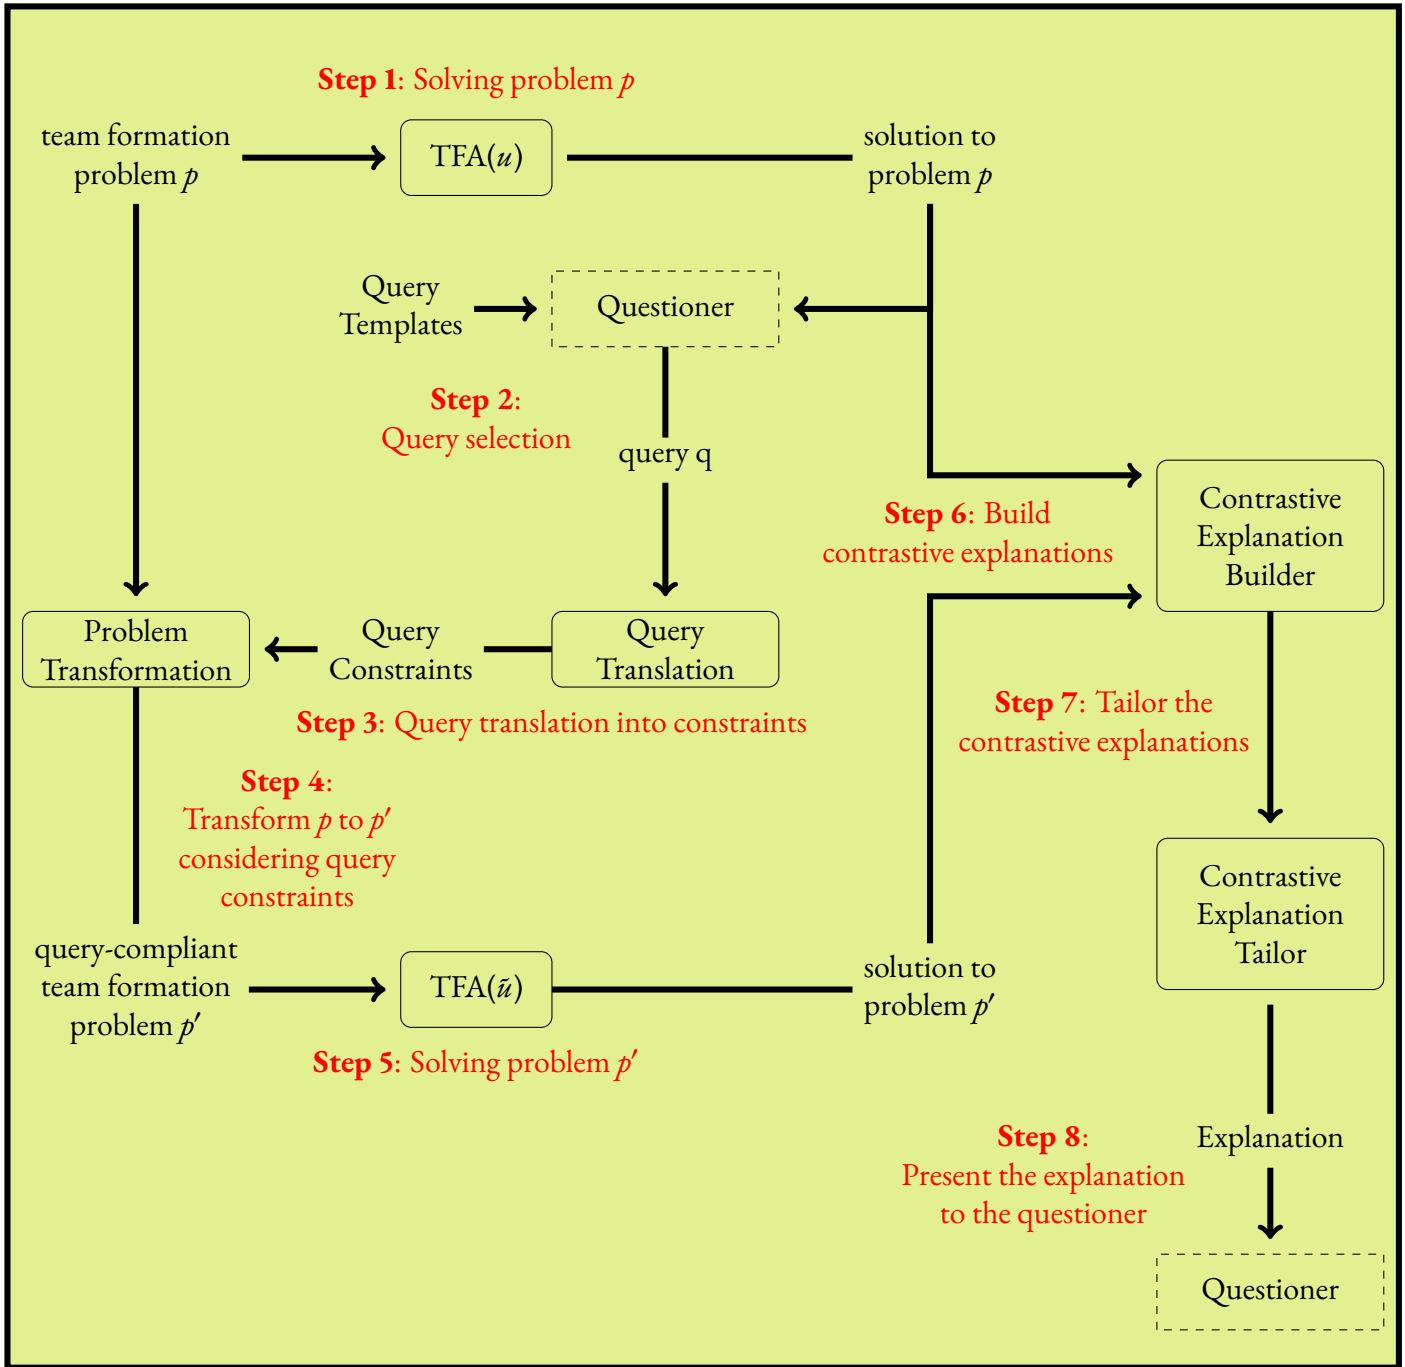 Step 1: Solving problem p
team formation
problem p
TFA(u)
solution to
problem p
Query
Templates
Questioner
Step 2:
Query selection
query q
Step 6: Build
contrastive explanations
Contrastive
Explanation
Builder
Problem
Transformation
Query
Constraints
Query
Translation
Step 3: Query translation into constraints
Step 7: Tailor the
contrastive explanations
Step 4:
Transform p to p′
considering query
constraints
Contrastive
Explanation
Tailor
query-compliant
team formation
problem p′
TFA(ũ)
solution to
problem p′
Step 5: Solving problem p′
Step 8:
Present the explanation
to the questioner
Explanation
Questioner